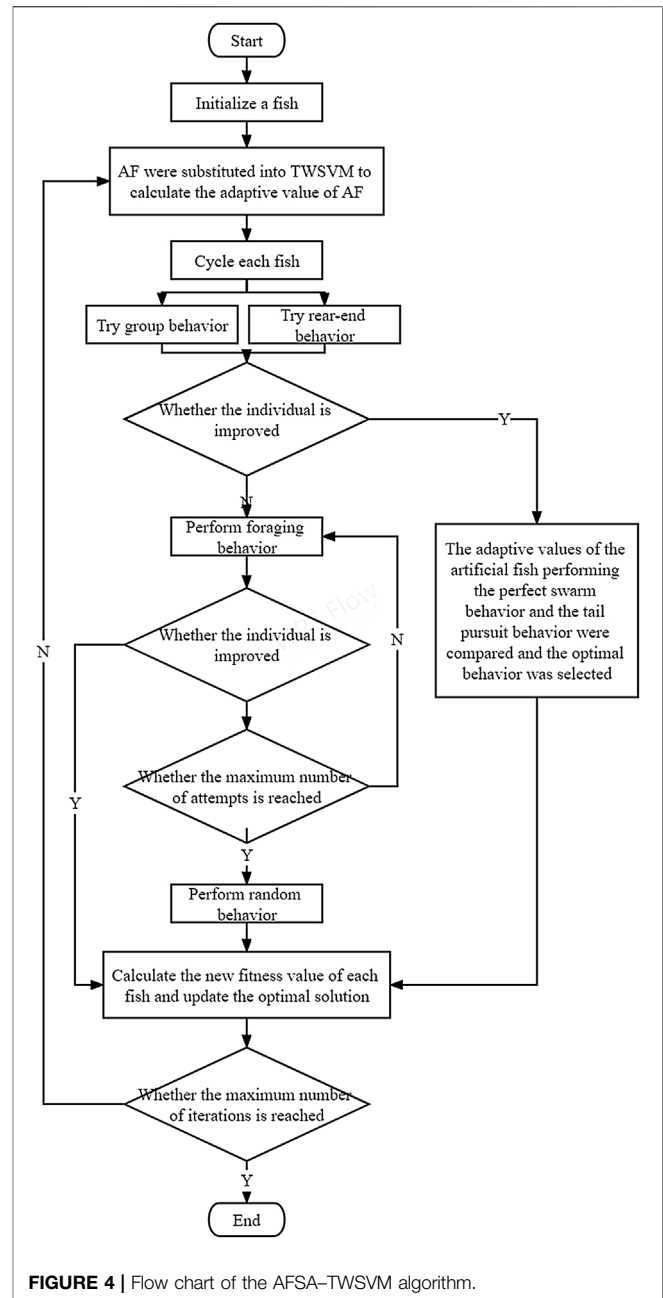 Start
Initialize a fish
AF were substituted into TWSVM to
calculate the adaptive value of AF
Cycle each fish
Try group behavior
Try rear-end
behavior
Whether the individual is
improved
Y
N
Perform foraging
behavior
The adaptive values of the
artificial fish performing
the perfect swarm
behavior and the tail
pursuit behavior were
compared and the optimal
behavior was selected
Whether the individual is
improved
N
N
Whether the maximum number
of attempts is reached
Y
Y
Perform random
behavior
Calculate the new fitness value of each
fish and update the optimal solution
Whether the maximum number
of iterations is reached
Y
End
FIGURE 4 | Flow chart of the AFSA–TWSVM algorithm.